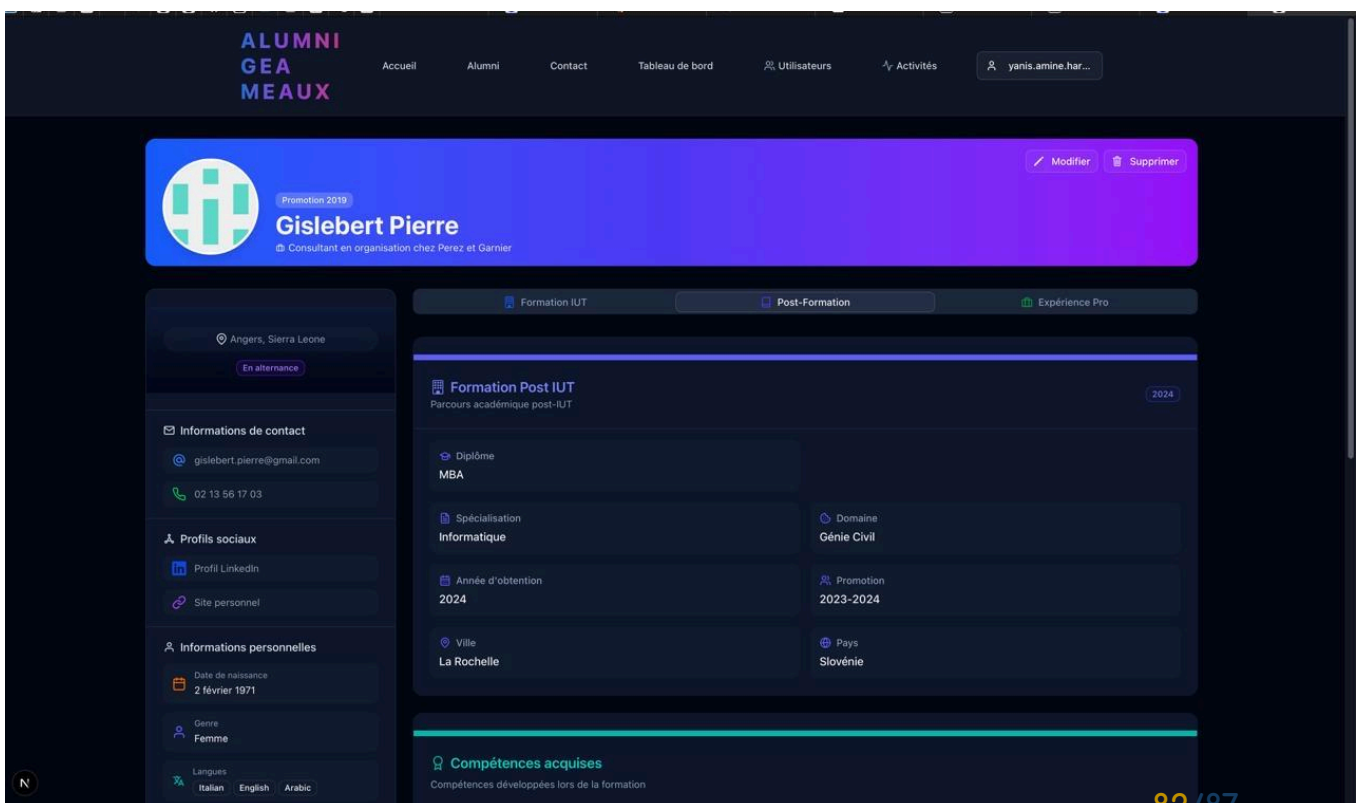 ALUMNI
GEA
MEAUX
Accueil
Alumni
Contact
Tableau de bord
Utilisateurs
Activités
yanis.amine.har...
Modifier
Supprimer
Promotion 2019
Gislebert Pierre
Consultant en organisation chez Perez et Garnier
Angers, Sierra Leone
En alternance
Informations de contact
gislebert.pierre@gmail.com
02 13 56 17 03
Profils sociaux
in
Profil LinkedIn
Site personnel
Informations personnelles
Date de naissance
2 février 1971
Genre
Femme
Langues
Italian English Arabic
Formation IUT
Post-Formation
Expérience Pro
Formation Post IUT
Parcours académique post-IUT
2024
Diplôme
MBA
Spécialisation
Informatique
Domaine
Génie Civil
Année d'obtention
2024
Promotion
2023-2024
Ville
La Rochelle
Pays
Slovénie
Compétences acquises
Compétences développées lors de la formation
N
82/87